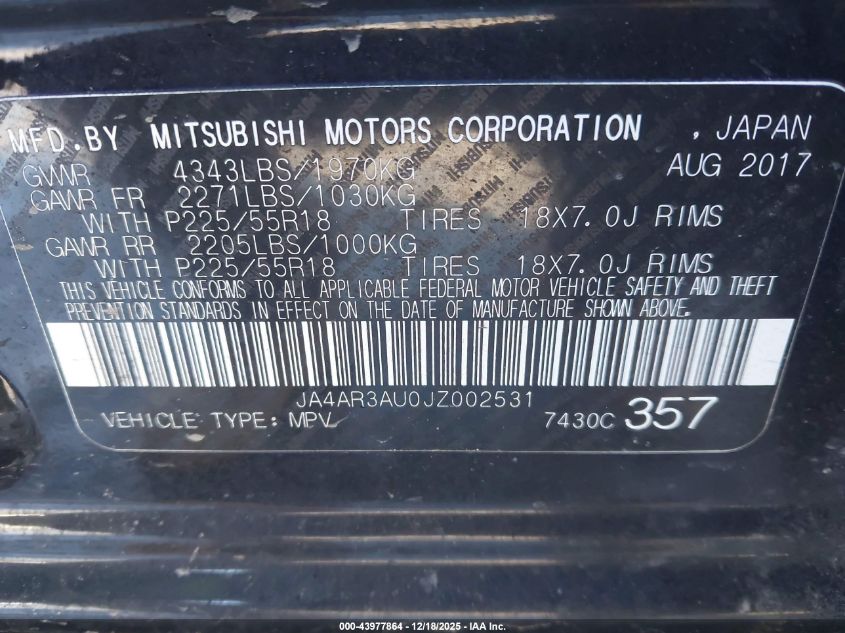 MFD.BY MITSUBISHI MOTORS CORPORATION , JAPAN
GVWR 4343LBS/1970KG AUG 2017
GAWR FR 2271LBS/1030KG
WITH P225/55R18 TIRES 18X7.0J RIMS
GAWR RR 2205LBS/1000KG
WITH P225/55R18 TIRES 18X7.0J RIMS
THIS VEHICLE CONFORMS TO ALL APPLICABLE FEDERAL MOTOR VEHICLE SAFETY AND THEFT
PREVENTION STANDARDS IN EFFECT ON THE DATE OF MANUFACTURE SHOWN ABOVE.
JA4AR3AU0JZ002531
VEHICLE TYPE: MPV 7430C 357
000-43977864 - 12/18/2025 - IAA Inc.